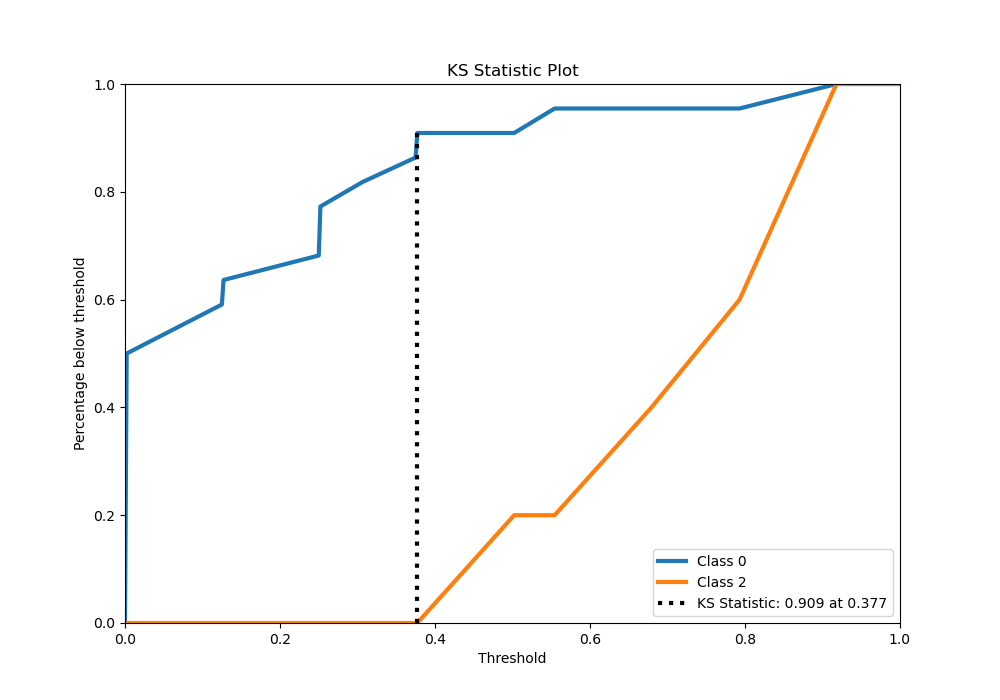 KS Statistic Plot
1.0
0.8
0.6
0.4
0.2
0.0
Percentage below threshold
0.0 0.2 0.4 0.6 0.8 1.0
Threshold
Class 0
Class 2
KS Statistic: 0.909 at 0.377